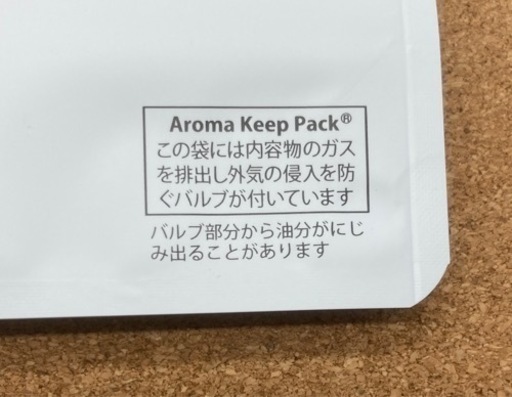 Aroma Keep Pack®
この袋には内容物のガス
を排出し外気の侵入を防
ぐバルブが付いています
バルブ部分から油分がにじ
み出ることがあります